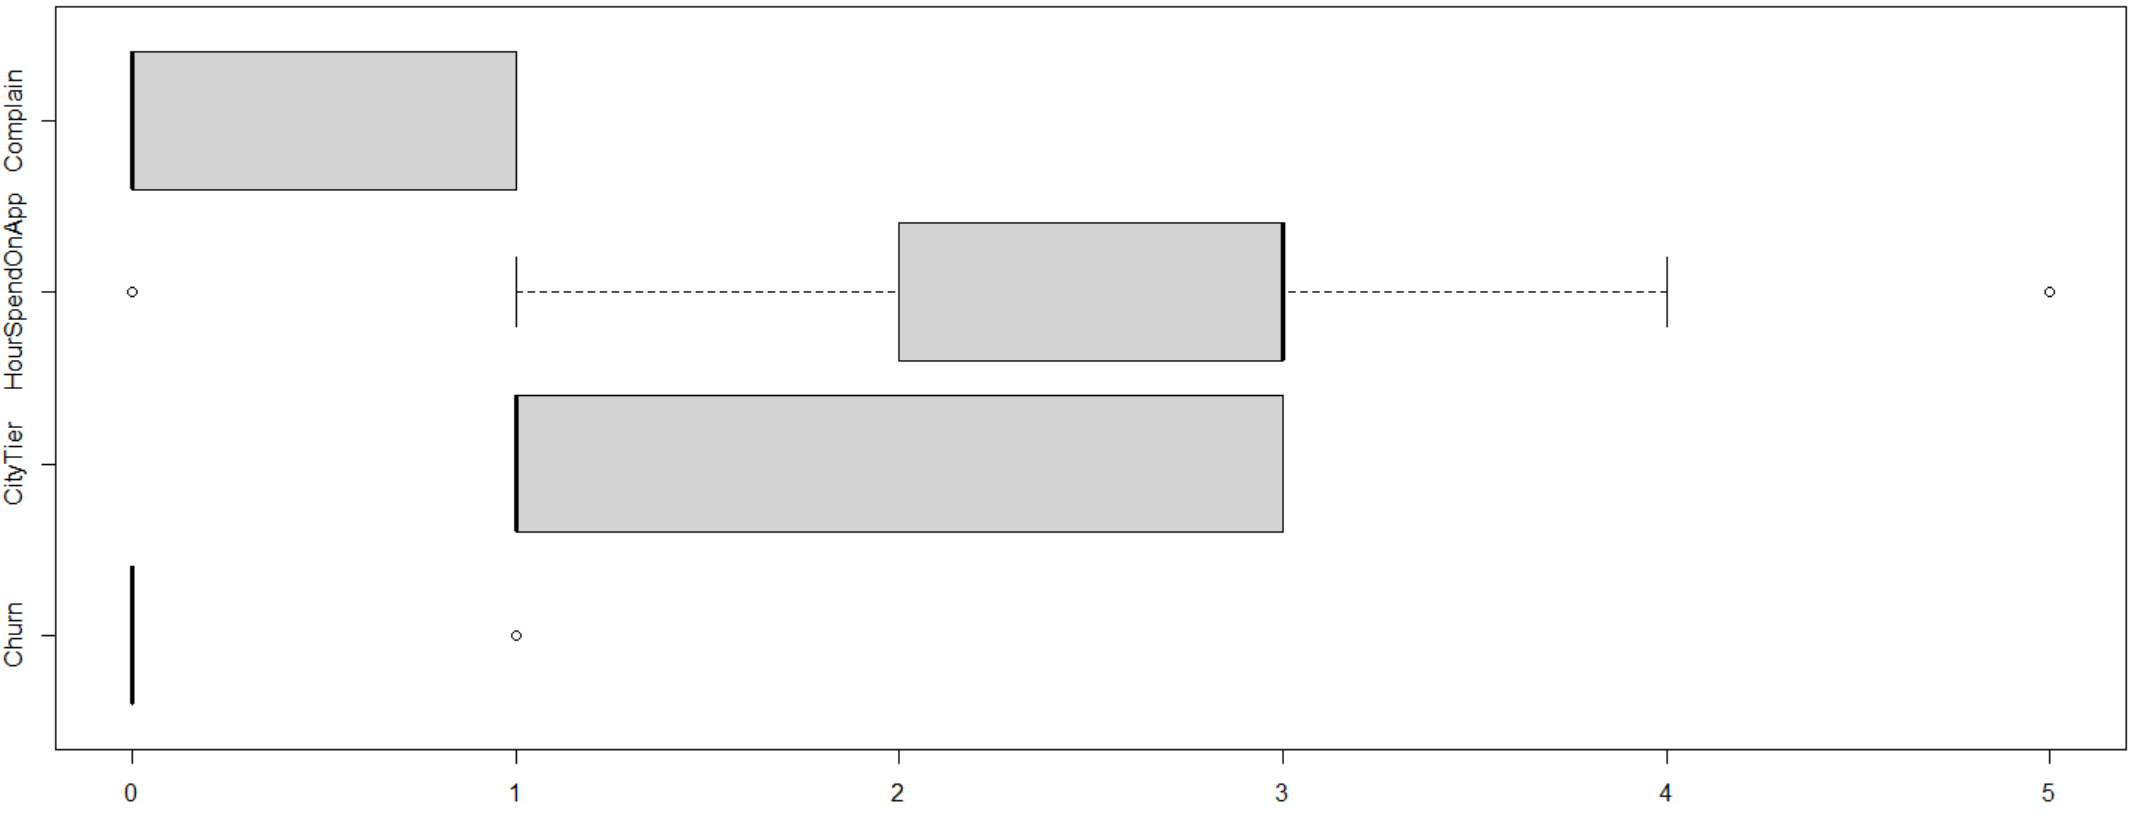 Complain
HourSpendOnApp
CityTier
Churn
0 1 2 3 4 5